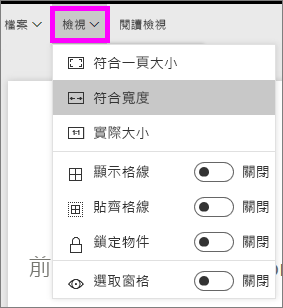 檔案 檢視 閱讀檢視
符合一頁大小
符合寬度
1:1 實際大小
顯示格線 關閉
貼齊格線 關閉
鎖定物件 關閉
前
選取窗格 關閉